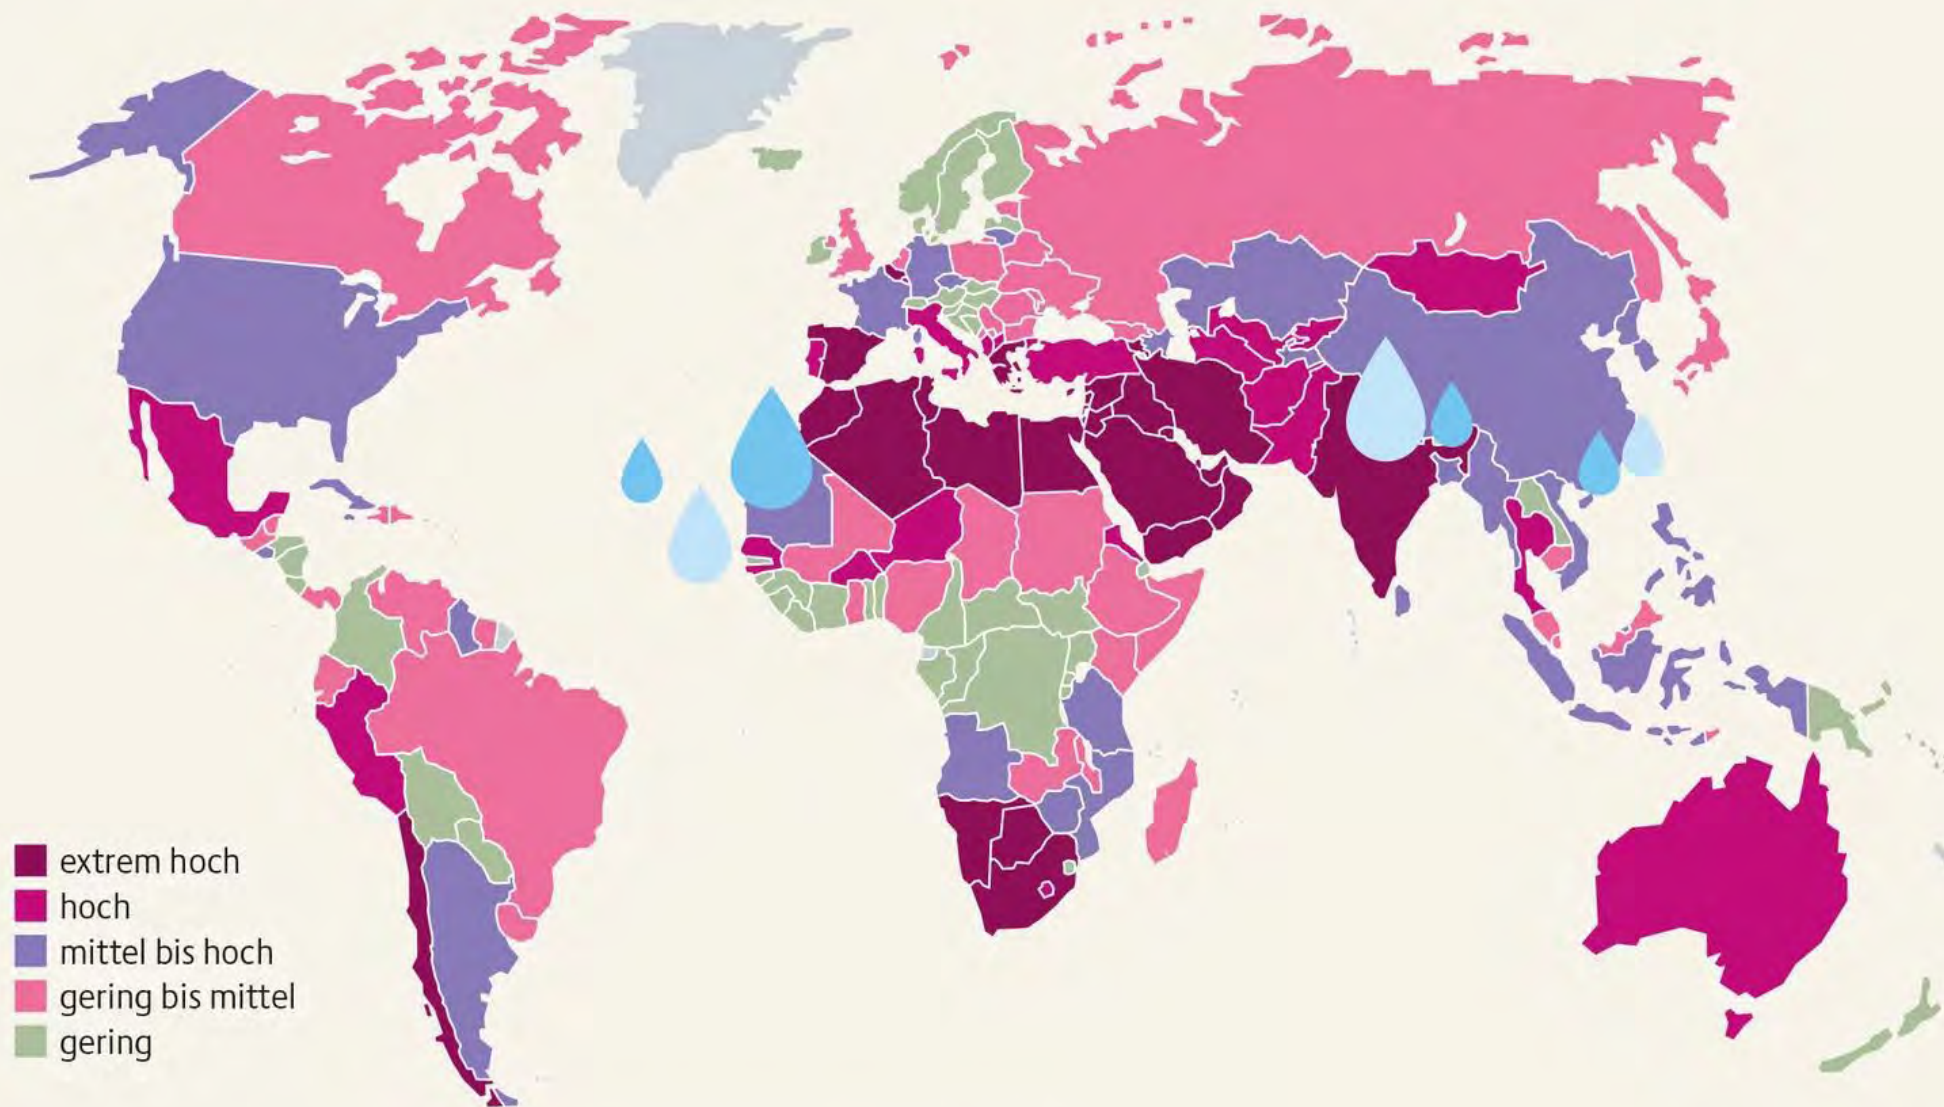 extrem hoch
hoch
mittel bis hoch
gering bis mittel
gering